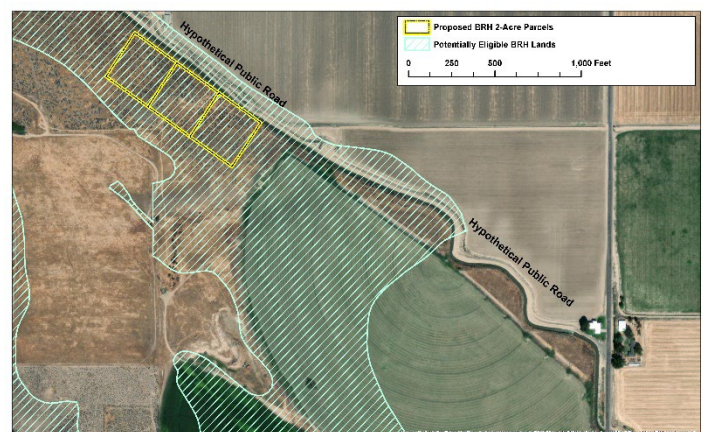 Proposed BRH 2-Acre Parcels
Potentially Eligible BRH Lands
0 250 500 1,000 Feet
Hypothetical Public Road
Hypothetical Public Road